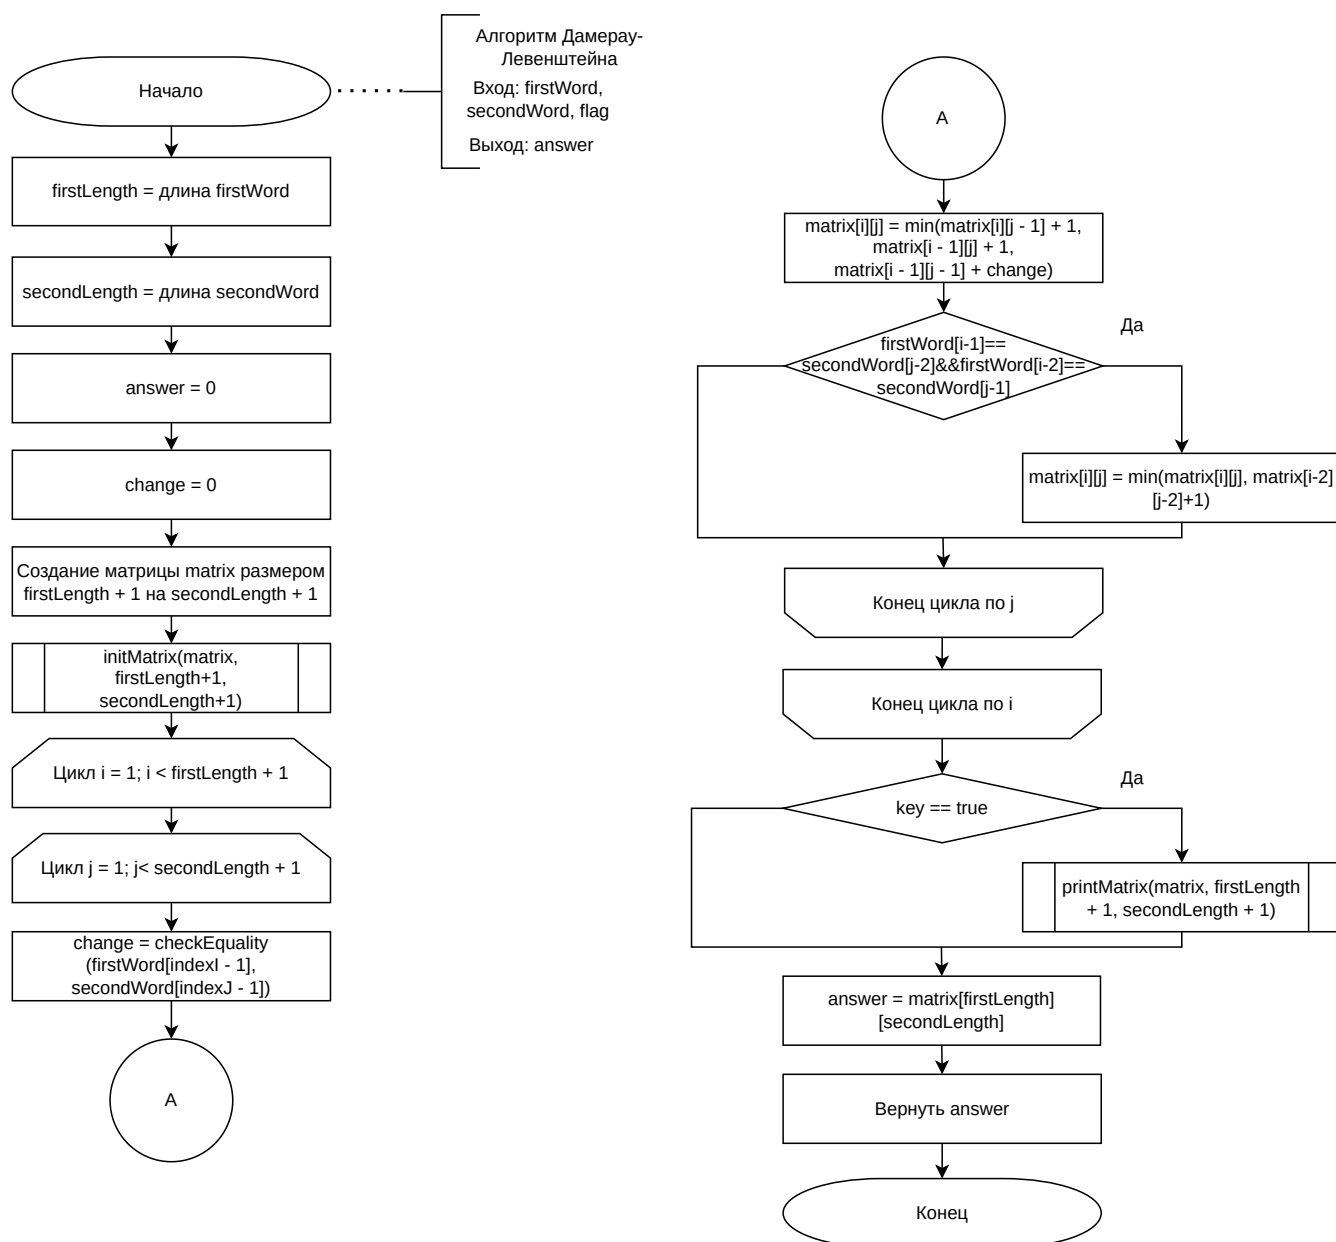 Начало
Алгоритм Дамерау-
Левенштейна
Вход: firstWord,
secondWord, flag
Выход: answer
firstLength = длина firstWord
secondLength = длина secondWord
answer = 0
change = 0
Создание матрицы matrix размером
firstLength + 1 на secondLength + 1
initMatrix(matrix,
firstLength+1,
secondLength+1)
Цикл i = 1; i < firstLength + 1
Цикл j = 1; j< secondLength + 1
change = checkEquality
(firstWord[indexI - 1],
secondWord[indexJ - 1])
A
A
matrix[i][j] = min(matrix[i][j - 1] + 1,
matrix[i - 1][j] + 1,
matrix[i - 1][j - 1] + change)
firstWord[i-1]==
secondWord[j-2]&&firstWord[i-2]==
secondWord[j-1]
Да
matrix[i][j] = min(matrix[i][j], matrix[i-2]
[j-2]+1)
Конец цикла по j
Конец цикла по i
key == true
Да
printMatrix(matrix, firstLength
+ 1, secondLength + 1)
answer = matrix[firstLength]
[secondLength]
Вернуть answer
Конец